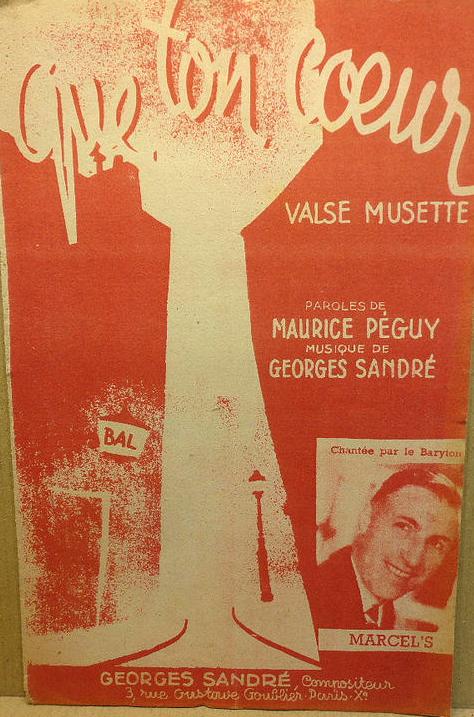 que ton coeur
VALSE MUSETTE
PAROLES DE
MAURICE PÉGUY
MUSIQUE DE
GEORGES SANDRÉ
BAL
Chantée par le Baryton
MARCEL'S
GEORGES SANDRÉ, Compositeur
3, rue Gustave Goublier-Paris-Xe